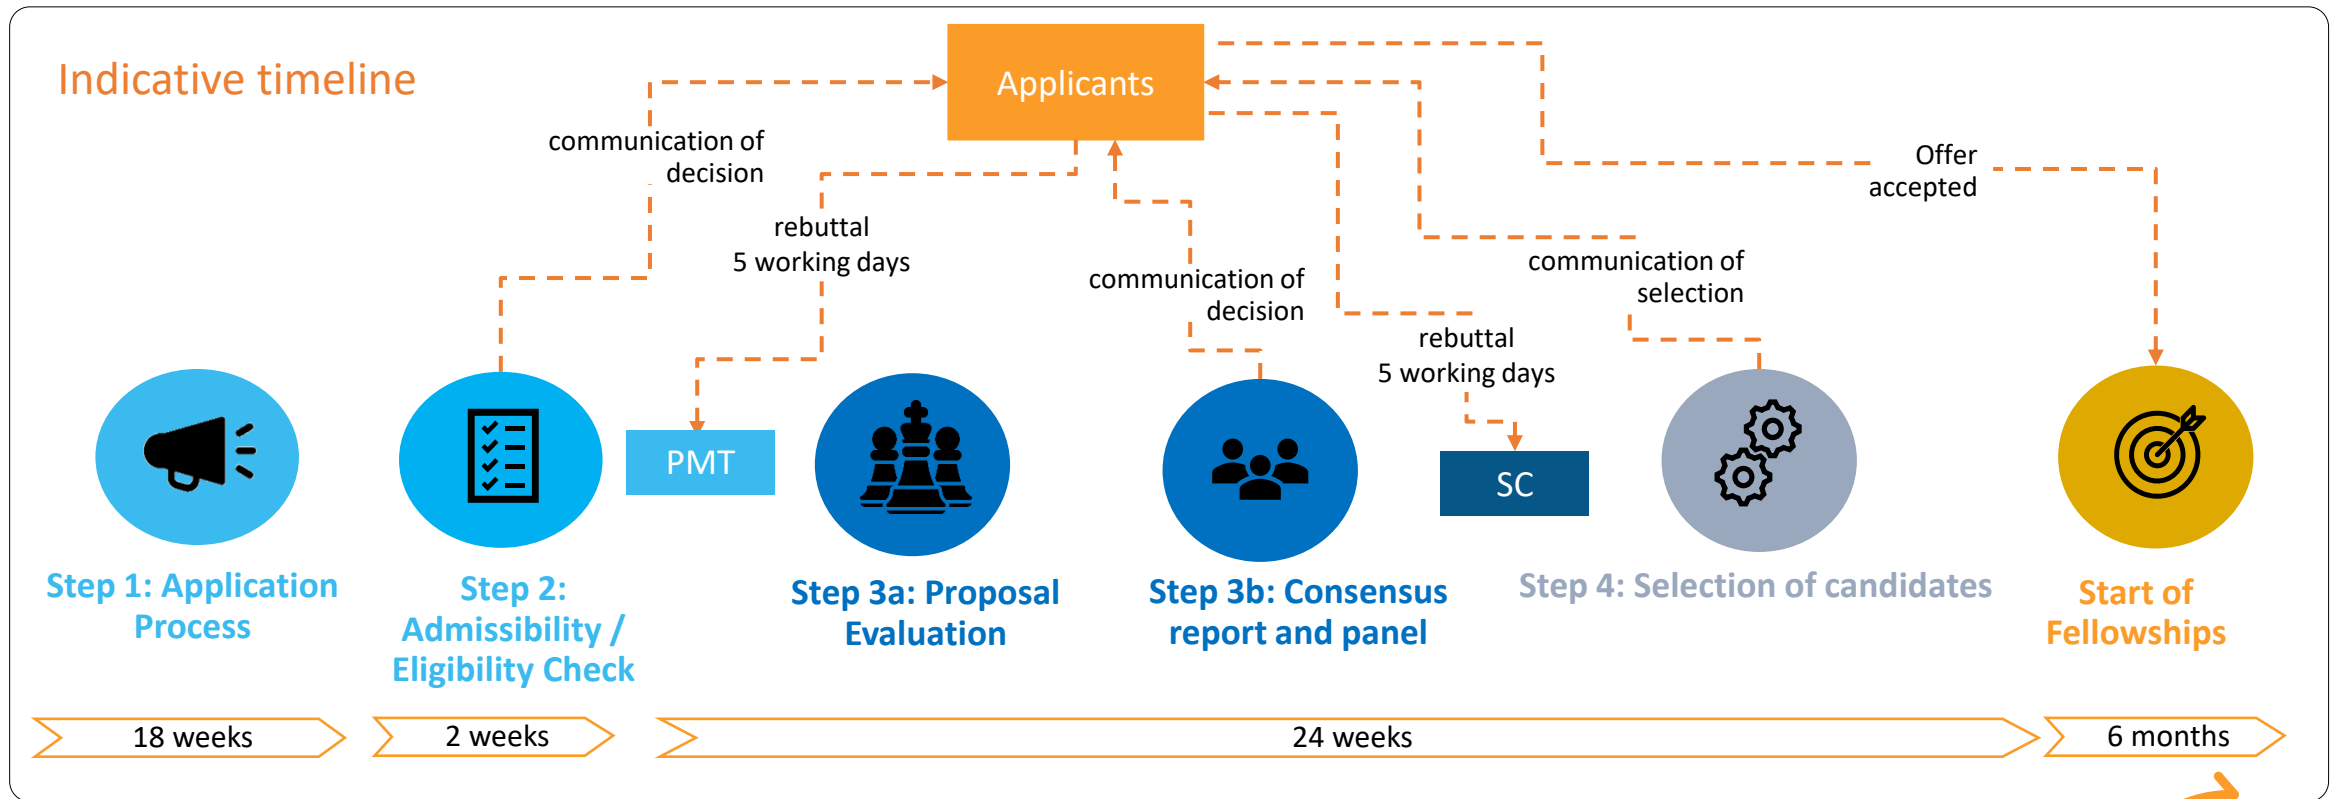 Indicative timeline
Applicants
communication of
decision
rebuttal
5 working days
communication of
decision
rebuttal
5 working days
communication of
selection
Offer
accepted
PMT
SC
Step 1: Application
Process
Step 2:
Admissibility /
Eligibility Check
Step 3a: Proposal
Evaluation
Step 3b: Consensus
report and panel
Step 4: Selection of candidates
Start of
Fellowships
18 weeks
2 weeks
24 weeks
6 months